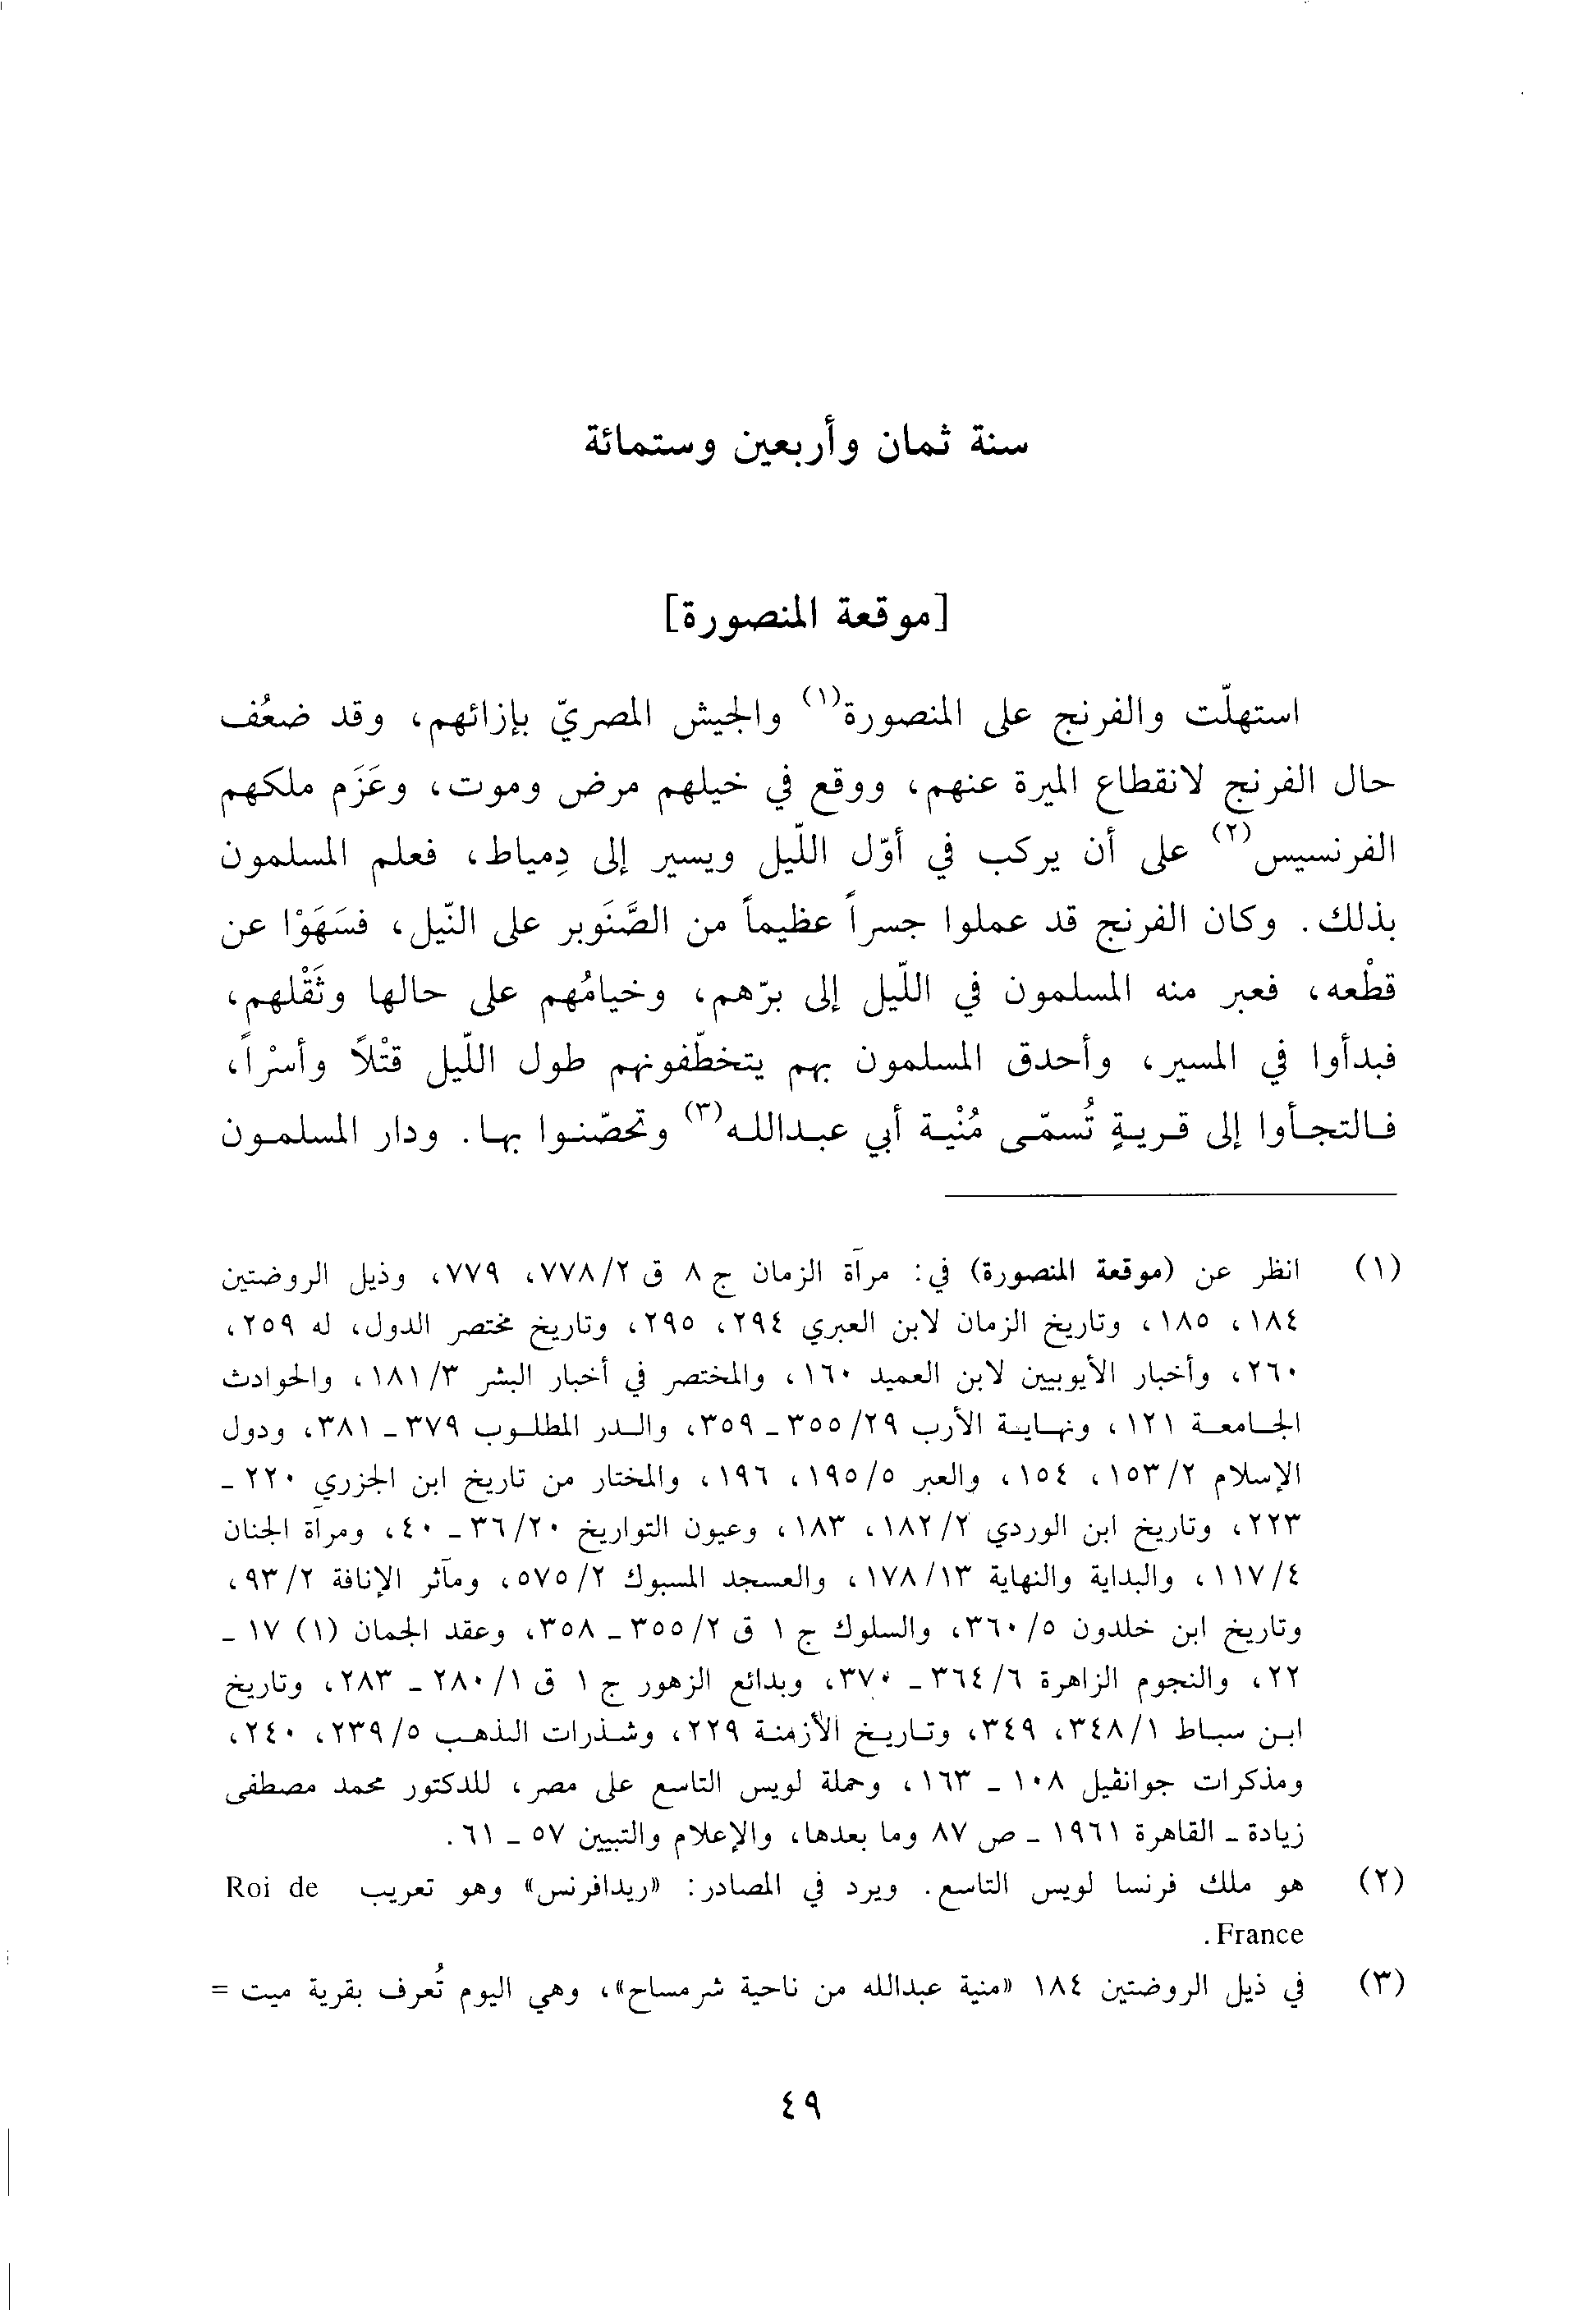 سنة ثمان وأربعين وستمائة
[موقعة المنصورة]
استهلّت والفرنج على المنصورة(١) والجيش المصريّ بإزائهم، وقد ضعُف
حال الفرنج لانقطاع الميرة عنهم، ووقع في خيلهم مرض وموت، وعَزَم ملكهم
الفرنسيس(٢) على أن يركب في أوّل اللّيل ويسير إلى دِمياط، فعلم المسلمون
بذلك. وكان الفرنج قد عملوا جسراً عظيماً من الصَّنَوبر على النّيل، فسَهَوْا عن
قطْعه، فعبر منه المسلمون في اللّيل إلى برّهم، وخيامُهم على حالها وثَقْلهم،
فبدأوا في المسير، وأحدق المسلمون بهم يتخطّفونهم طول اللّيل قتْلاً وأسْراً،
فالتجأوا إلى قريةٍ تُسمّى مُنْية أبي عبدالله(٣) وتحصّنوا بها. ودار المسلمون
(١) انظر عن (موقعة المنصورة) في: مرآة الزمان ج ٨ ق ٢/٧٧٨، ٧٧٩، وذيل الروضتين
١٨٤، ١٨٥، وتاريخ الزمان لابن العبري ٢٩٤، ٢٩٥، وتاريخ مختصر الدول، له ٢٥٩،
٢٦٠، وأخبار الأيوبيين لابن العميد ١٦٠، والمختصر في أخبار البشر ٣/١٨١، والحوادث
الجامعة ١٢١، ونهاية الأرب ٢٩/٣٥٥ ـ ٣٥٩، والدر المطلوب ٣٧٩ ـ ٣٨١، ودول
الإسلام ٢/١٥٣، ١٥٤، والعبر ٥/١٩٥، ١٩٦، والمختار من تاريخ ابن الجزري ٢٢٠ ـ
٢٢٣، وتاريخ ابن الوردي ٢/١٨٢، ١٨٣، وعيون التواريخ ٢٠/٣٦ ـ ٤٠، ومرآة الجنان
٤/١١٧، والبداية والنهاية ١٣/١٧٨، والعسجد المسبوك ٢/٥٧٥، ومآثر الإنافة ٢/٩٣،
وتاريخ ابن خلدون ٥/٣٦٠، والسلوك ج ١ ق ٢/٣٥٥ ـ ٣٥٨، وعقد الجمان (١) ١٧ ـ
٢٢، والنجوم الزاهرة ٦/٣٦٤ ـ ٣٧٠، وبدائع الزهور ج ١ ق ١/٢٨٠ ـ ٢٨٣، وتاريخ
ابن سباط ١/٣٤٨، ٣٤٩، وتاريخ الأزمنة ٢٢٩، وشذرات الذهب ٥/٢٣٩، ٢٤٠،
ومذكرات جوانڤيل ١٠٨ ـ ١٦٣، وحملة لويس التاسع على مصر، للدكتور محمد مصطفى
زيادة ـ القاهرة ١٩٦١ ـ ص ٨٧ وما بعدها، والإعلام والتبيين ٥٧ ـ ٦١.
(٢) هو ملك فرنسا لويس التاسع. ويرد في المصادر: «ريدافرنس» وهو تعريب Roi de
France.
(٣) في ذيل الروضتين ١٨٤ «منية عبدالله من ناحية شرمساح»، وهي اليوم تُعرف بقرية ميت =
٤٩